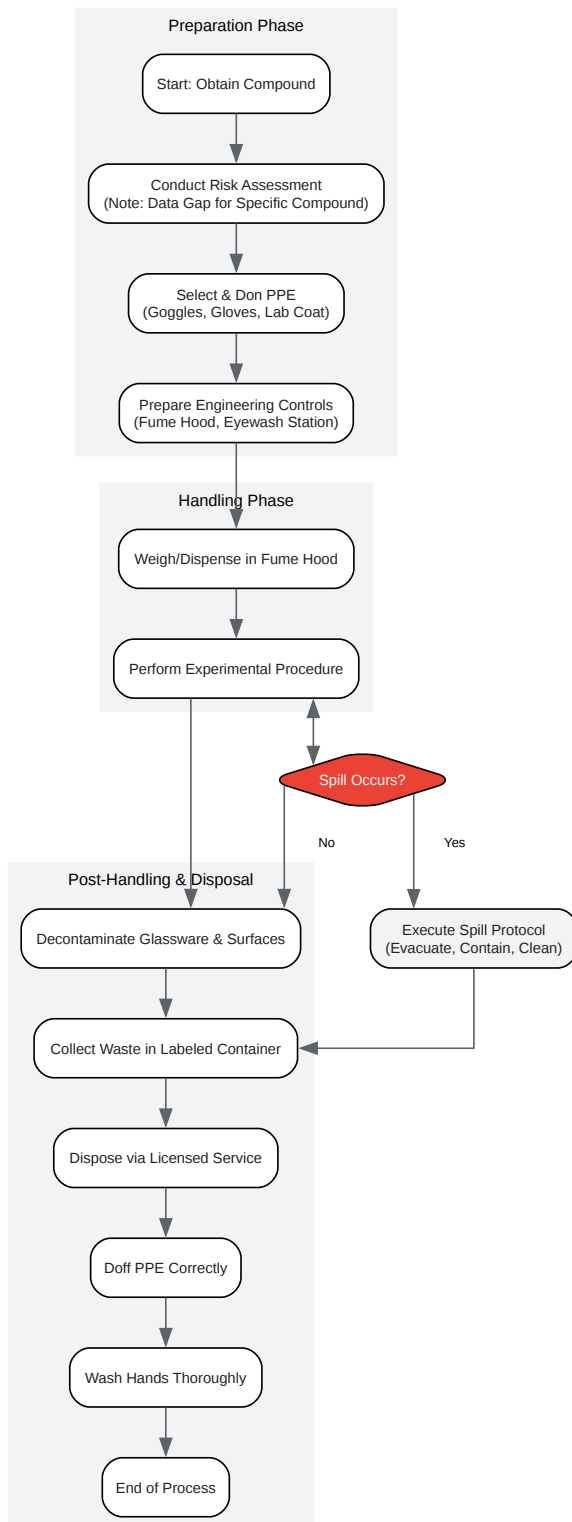 Preparation Phase
Start: Obtain Compound
Conduct Risk Assessment
(Note: Data Gap for Specific Compound)
Select & Don PPE
(Goggles, Gloves, Lab Coat)
Prepare Engineering Controls
(Fume Hood, Eyewash Station)
Handling Phase
Weigh/Dispense in Fume Hood
Perform Experimental Procedure
Spill Occurs?
No
Yes
Post-Handling & Disposal
Decontaminate Glassware & Surfaces
Execute Spill Protocol
(Evacuate, Contain, Clean)
Collect Waste in Labeled Container
Dispose via Licensed Service
Doff PPE Correctly
Wash Hands Thoroughly
End of Process